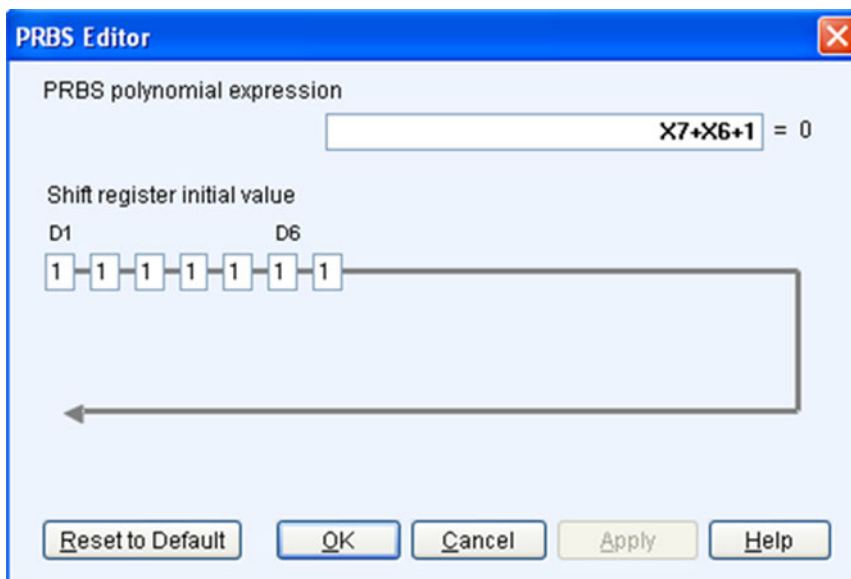 PRBS Editor
PRBS polynomial expression
X7+X6+1 = 0
Shift register initial value
D1 D6
1 1 1 1 1 1 1
Reset to Default OK Cancel Apply Help